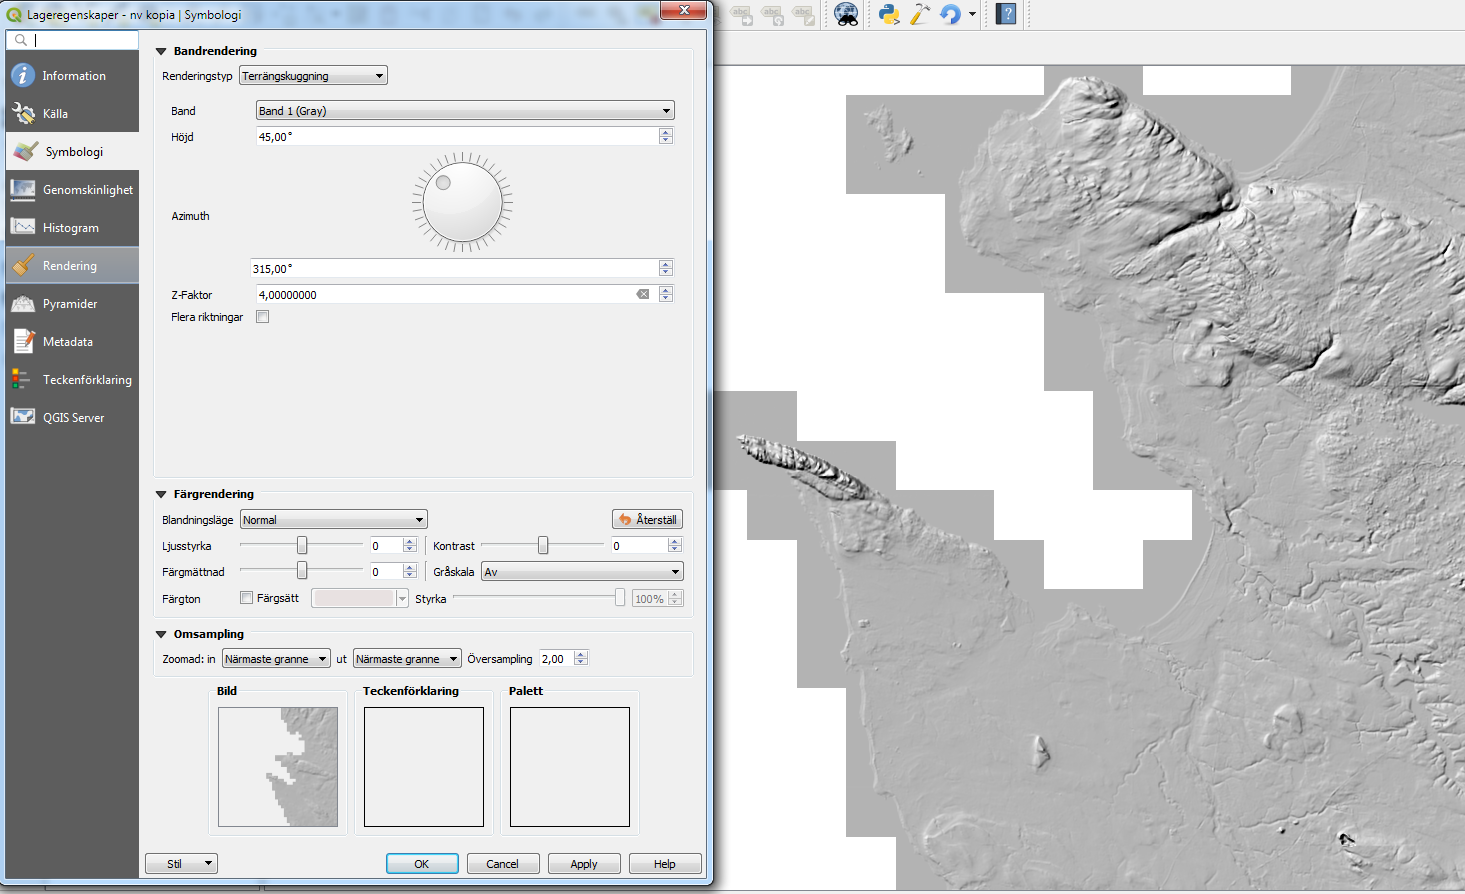 Lageregenskaper - nv kopia | Symbologi
Information
Källa
Symbologi
Genomskinlighet
Histogram
Rendering
Pyramider
Metadata
Teckenförklaring
QGIS Server
Bandrendering
Renderingstyp Terrängskuggning
Band Band 1 (Gray)
Höjd 45,00°
Azimuth
315,00°
Z-Faktor 4,00000000
Flera riktningar
Färgrendering
Blandningsläge Normal Återställ
Ljusstyrka 0 Kontrast 0
Färgmättnad 0 Gråskala Av
Färgton Färgsätt Styrka 100%
Omsampling
Zoomad: in Närmaste granne ut Närmaste granne Översampling 2,00
Bild Teckenförklaring Palett
Stil OK Cancel Apply Help
abc abc abc
?